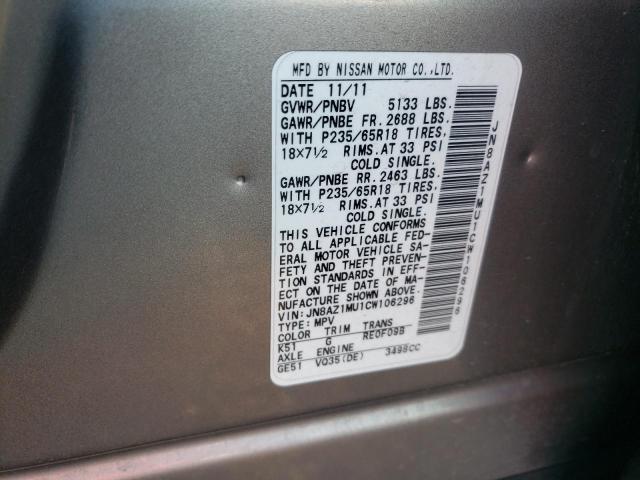 MFD BY NISSAN MOTOR CO.,LTD.
DATE 11/11
GVWR/PNBV 5133 LBS.
GAWR/PNBE FR. 2688 LBS.
WITH P235/65R18 TIRES,
18X7½ RIMS.AT 33 PSI
COLD SINGLE.
GAWR/PNBE RR. 2463 LBS.
WITH P235/65R18 TIRES,
18X7½ RIMS.AT 33 PSI
COLD SINGLE.
THIS VEHICLE CONFORMS
TO ALL APPLICABLE FED-
ERAL MOTOR VEHICLE SA-
FETY AND THEFT PREVEN-
TION STANDARDS IN EFF-
ECT ON THE DATE OF MA-
NUFACTURE SHOWN ABOVE.
VIN: JN8AZ1MU1CW106296
TYPE: MPV
COLOR TRIM TRANS
K51 G RE0F09B
AXLE ENGINE
GE51 VQ35(DE) 3498CC
JN8AZ1MU1CW106296